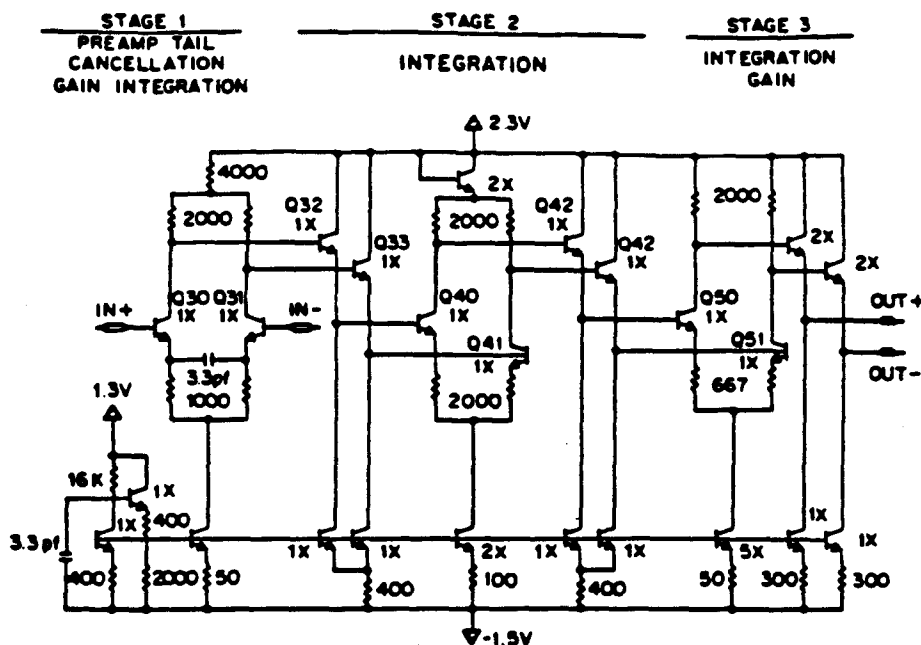 STAGE 1
PREAMP TAIL
CANCELLATION
GAIN INTEGRATION
STAGE 2
INTEGRATION
STAGE 3
INTEGRATION
GAIN
2.3V
4000
2X
2000
Q32
1X
Q33
1X
2000
Q42
1X
Q42
1X
2000
2X
2X
IN+
Q30
1X
Q31
1X
IN-
Q40
1X
Q41
1X
Q50
1X
Q51
1X
OUT+
OUT-
3.3pf
1000
2000
667
1.3V
16K
1X
400
3.3pf
1X
400
2000
50
1X
1X
400
2X
100
1X
1X
400
5X
50
1X
300
1X
300
-1.5V